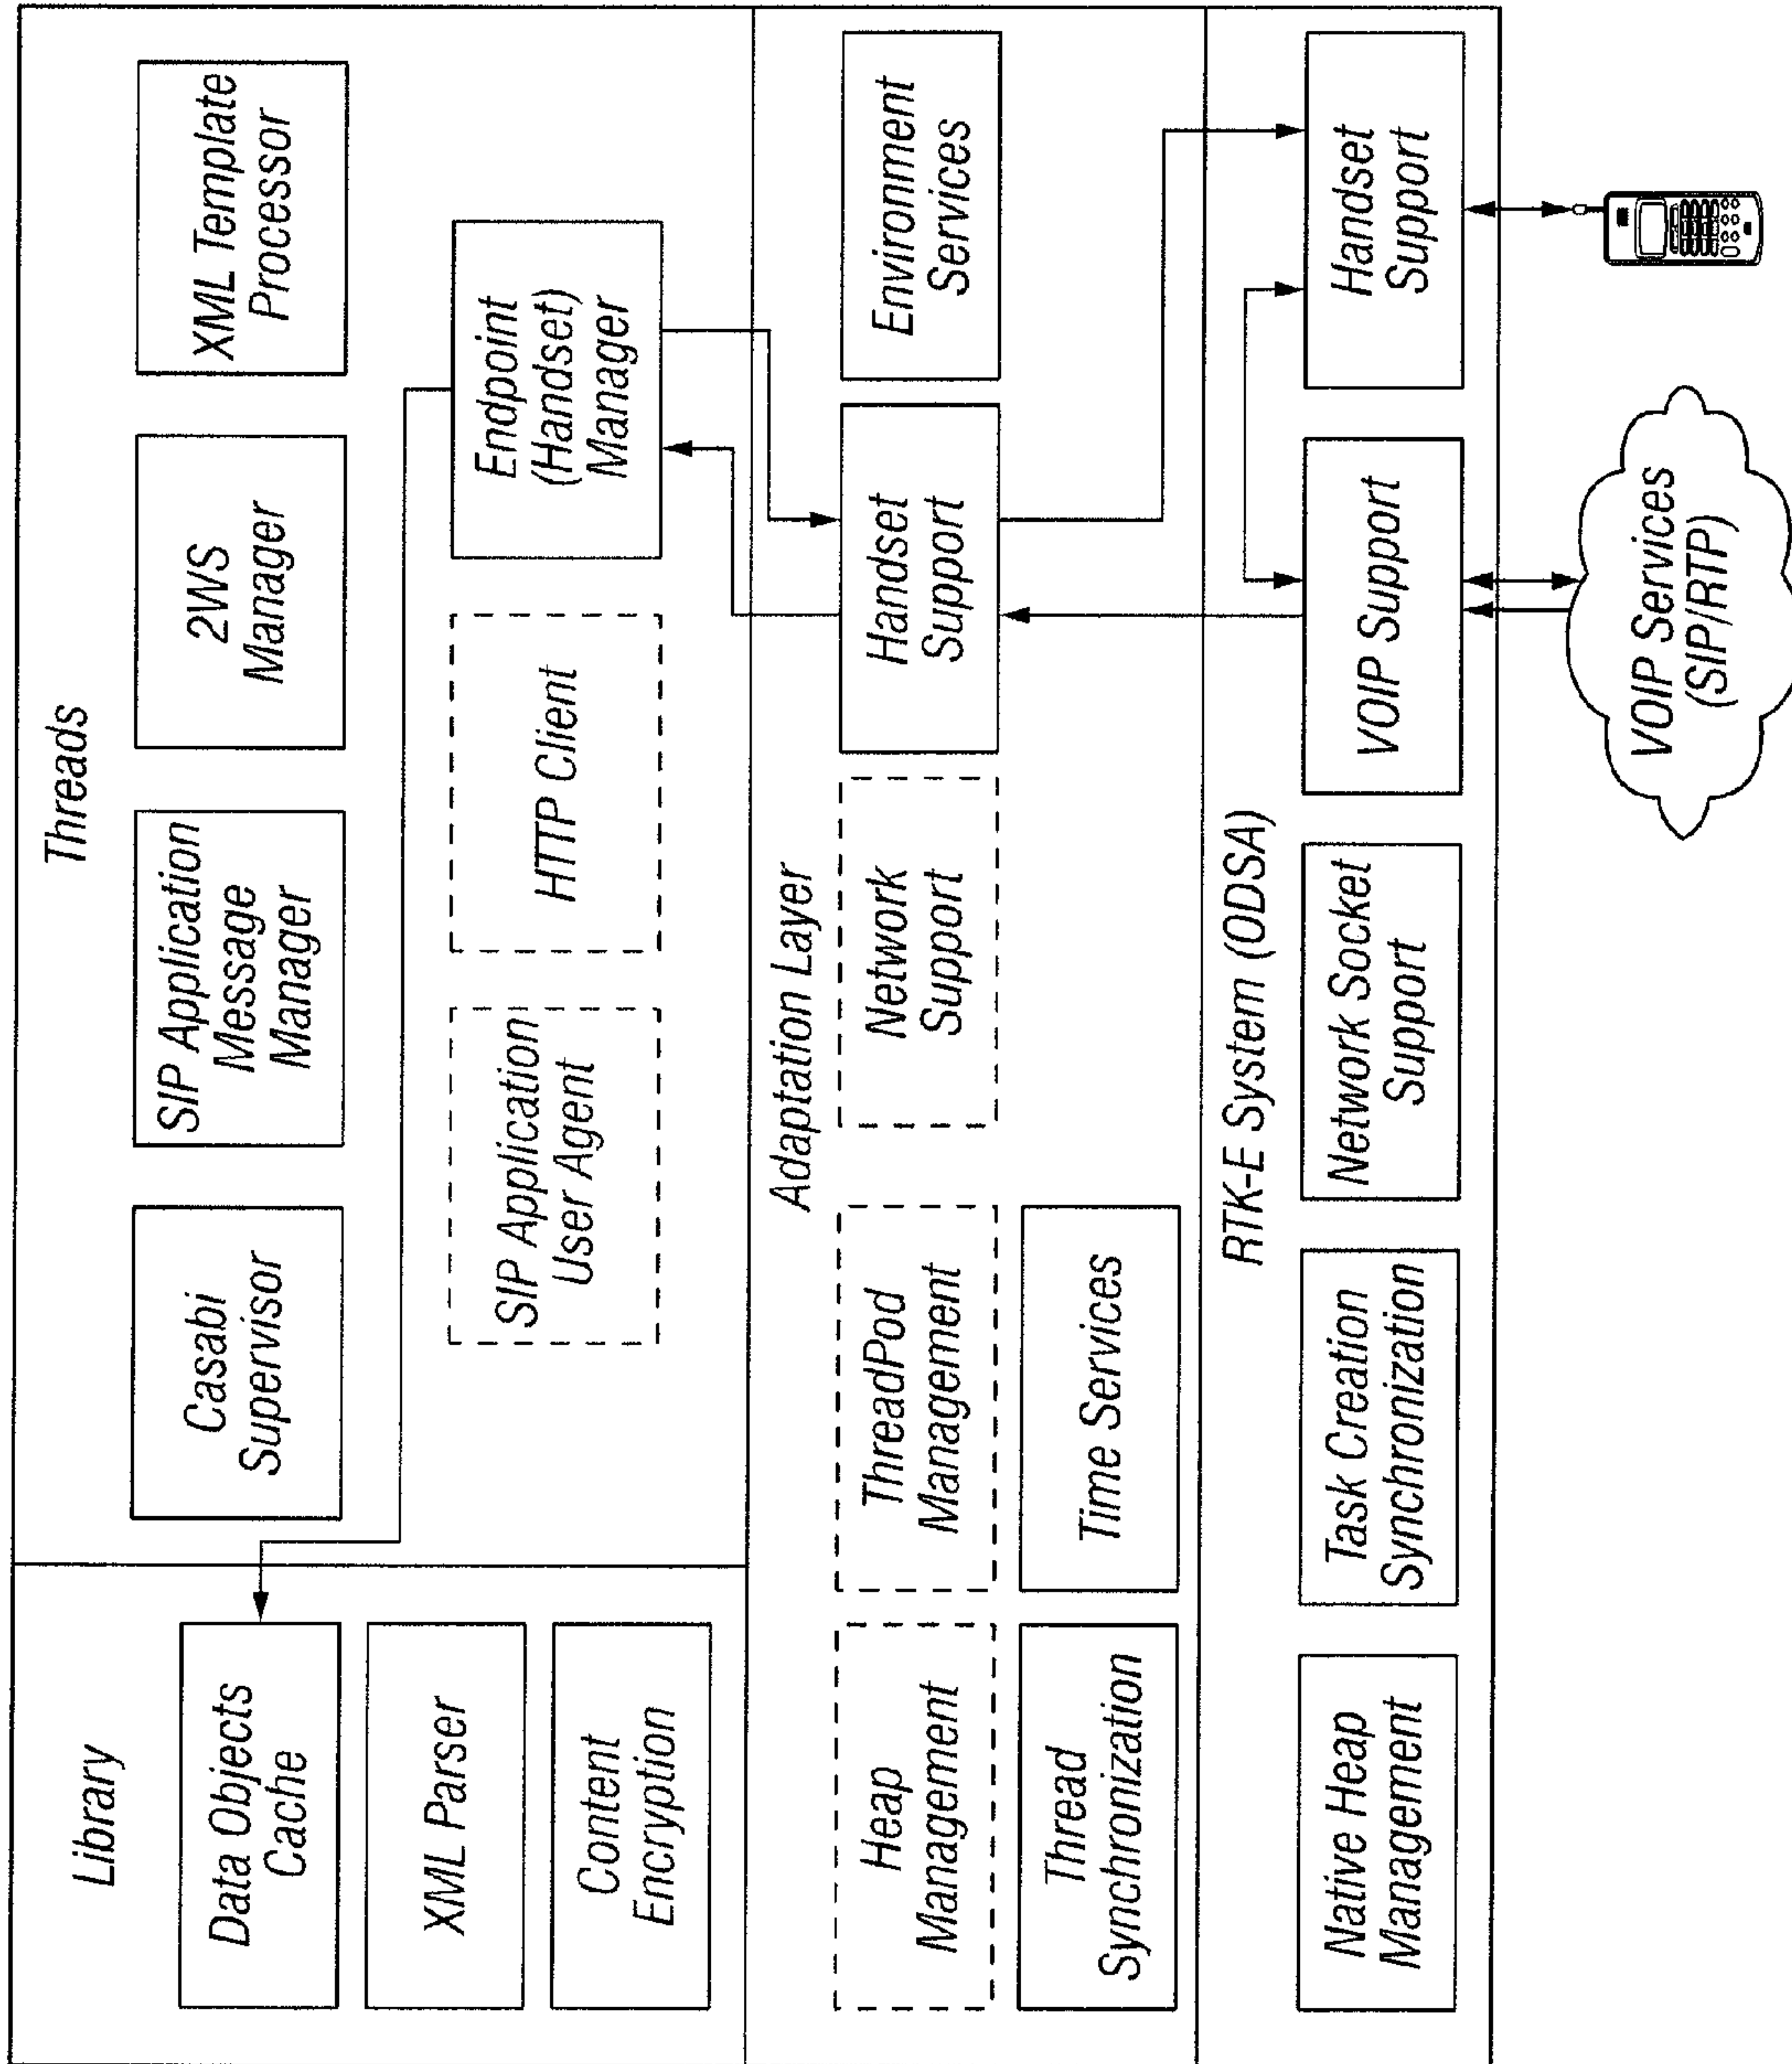 Library
Data Objects
Cache
XML Parser
Content
Encryption
Threads
Casabi
Supervisor
SIP Application
Message
Manager
2WS
Manager
XML Template
Processor
SIP Application
User Agent
HTTP Client
Endpoint
(Handset)
Manager
Adaptation Layer
Heap
Management
ThreadPod
Management
Network
Support
Handset
Support
Environment
Services
Thread
Synchronization
Time Services
RTK-E System (ODSA)
Native Heap
Management
Task Creation
Synchronization
Network Socket
Support
VOIP Support
Handset
Support
VOIP Services
(SIP/RTP)